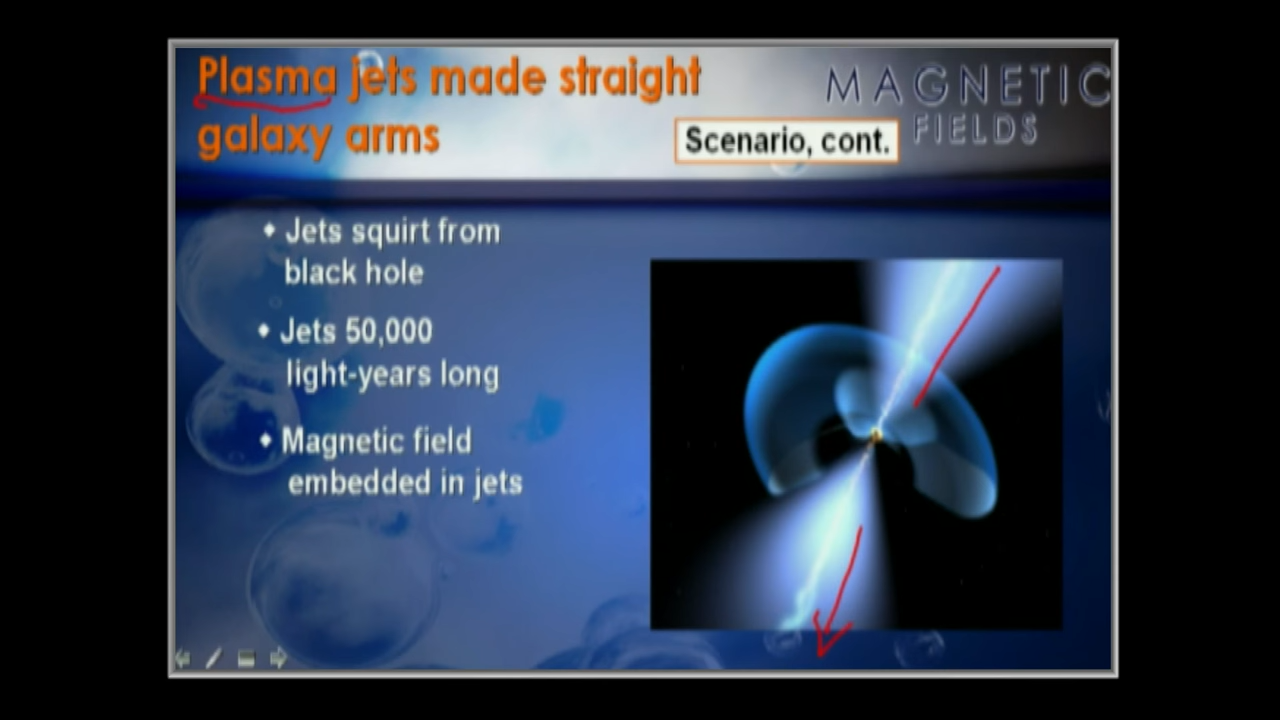 Plasma jets made straight
galaxy arms
MAGNETIC
FIELDS
Scenario, cont.
• Jets squirt from
black hole
• Jets 50,000
light-years long
• Magnetic field
embedded in jets